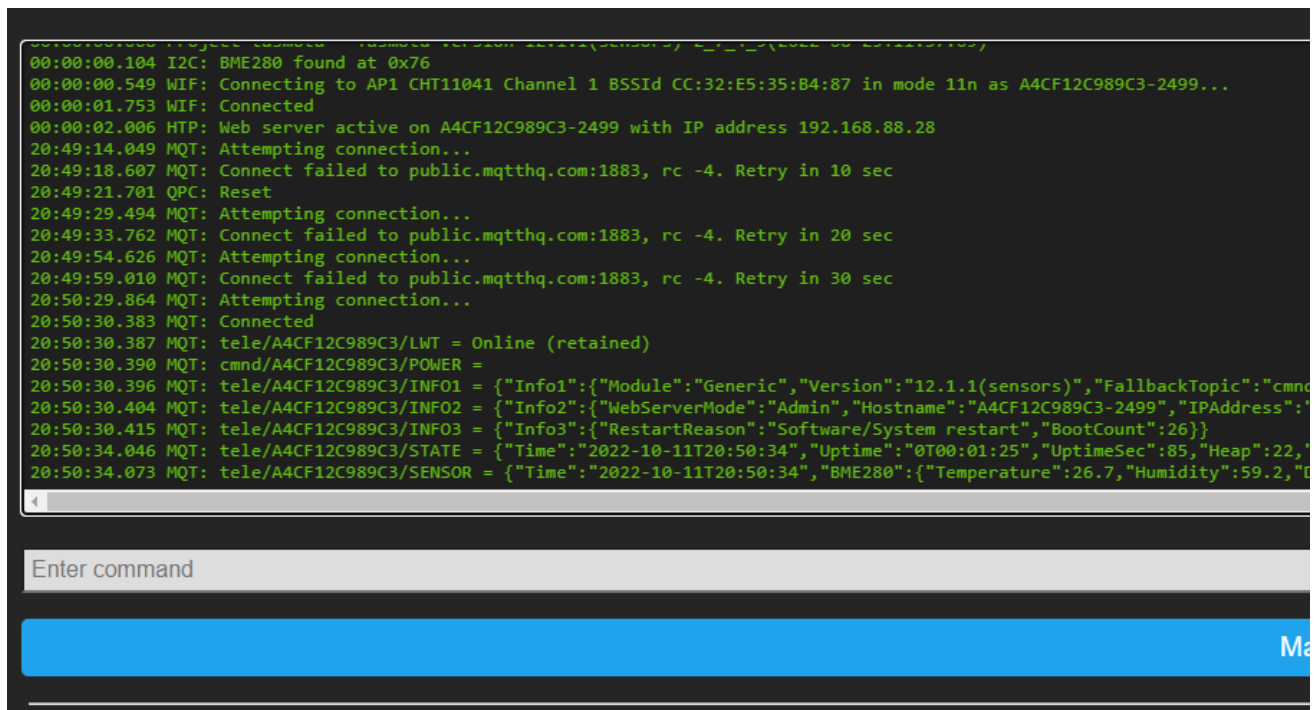 00:00:00.104 I2C: BME280 found at 0x76
00:00:00.549 WIF: Connecting to AP1 CHT11041 Channel 1 BSSId CC:32:E5:35:B4:87 in mode 11n as A4CF12C989C3-2499...
00:00:01.753 WIF: Connected
00:00:02.006 HTP: Web server active on A4CF12C989C3-2499 with IP address 192.168.88.28
20:49:14.049 MQT: Attempting connection...
20:49:18.607 MQT: Connect failed to public.mqtthq.com:1883, rc -4. Retry in 10 sec
20:49:21.701 QPC: Reset
20:49:29.494 MQT: Attempting connection...
20:49:33.762 MQT: Connect failed to public.mqtthq.com:1883, rc -4. Retry in 20 sec
20:49:54.626 MQT: Attempting connection...
20:49:59.010 MQT: Connect failed to public.mqtthq.com:1883, rc -4. Retry in 30 sec
20:50:29.864 MQT: Attempting connection...
20:50:30.383 MQT: Connected
20:50:30.387 MQT: tele/A4CF12C989C3/LWT = Online (retained)
20:50:30.390 MQT: cmnd/A4CF12C989C3/POWER =
20:50:30.396 MQT: tele/A4CF12C989C3/INFO1 = {"Info1":{"Module":"Generic","Version":"12.1.1(sensors)","FallbackTopic":"cmnd
20:50:30.404 MQT: tele/A4CF12C989C3/INFO2 = {"Info2":{"WebServerMode":"Admin","Hostname":"A4CF12C989C3-2499","IPAddress":"
20:50:30.415 MQT: tele/A4CF12C989C3/INFO3 = {"Info3":{"RestartReason":"Software/System restart","BootCount":26}}
20:50:34.046 MQT: tele/A4CF12C989C3/STATE = {"Time":"2022-10-11T20:50:34","Uptime":"0T00:01:25","UptimeSec":85,"Heap":22,"
20:50:34.073 MQT: tele/A4CF12C989C3/SENSOR = {"Time":"2022-10-11T20:50:34","BME280":{"Temperature":26.7,"Humidity":59.2,"D
Enter command
Ma